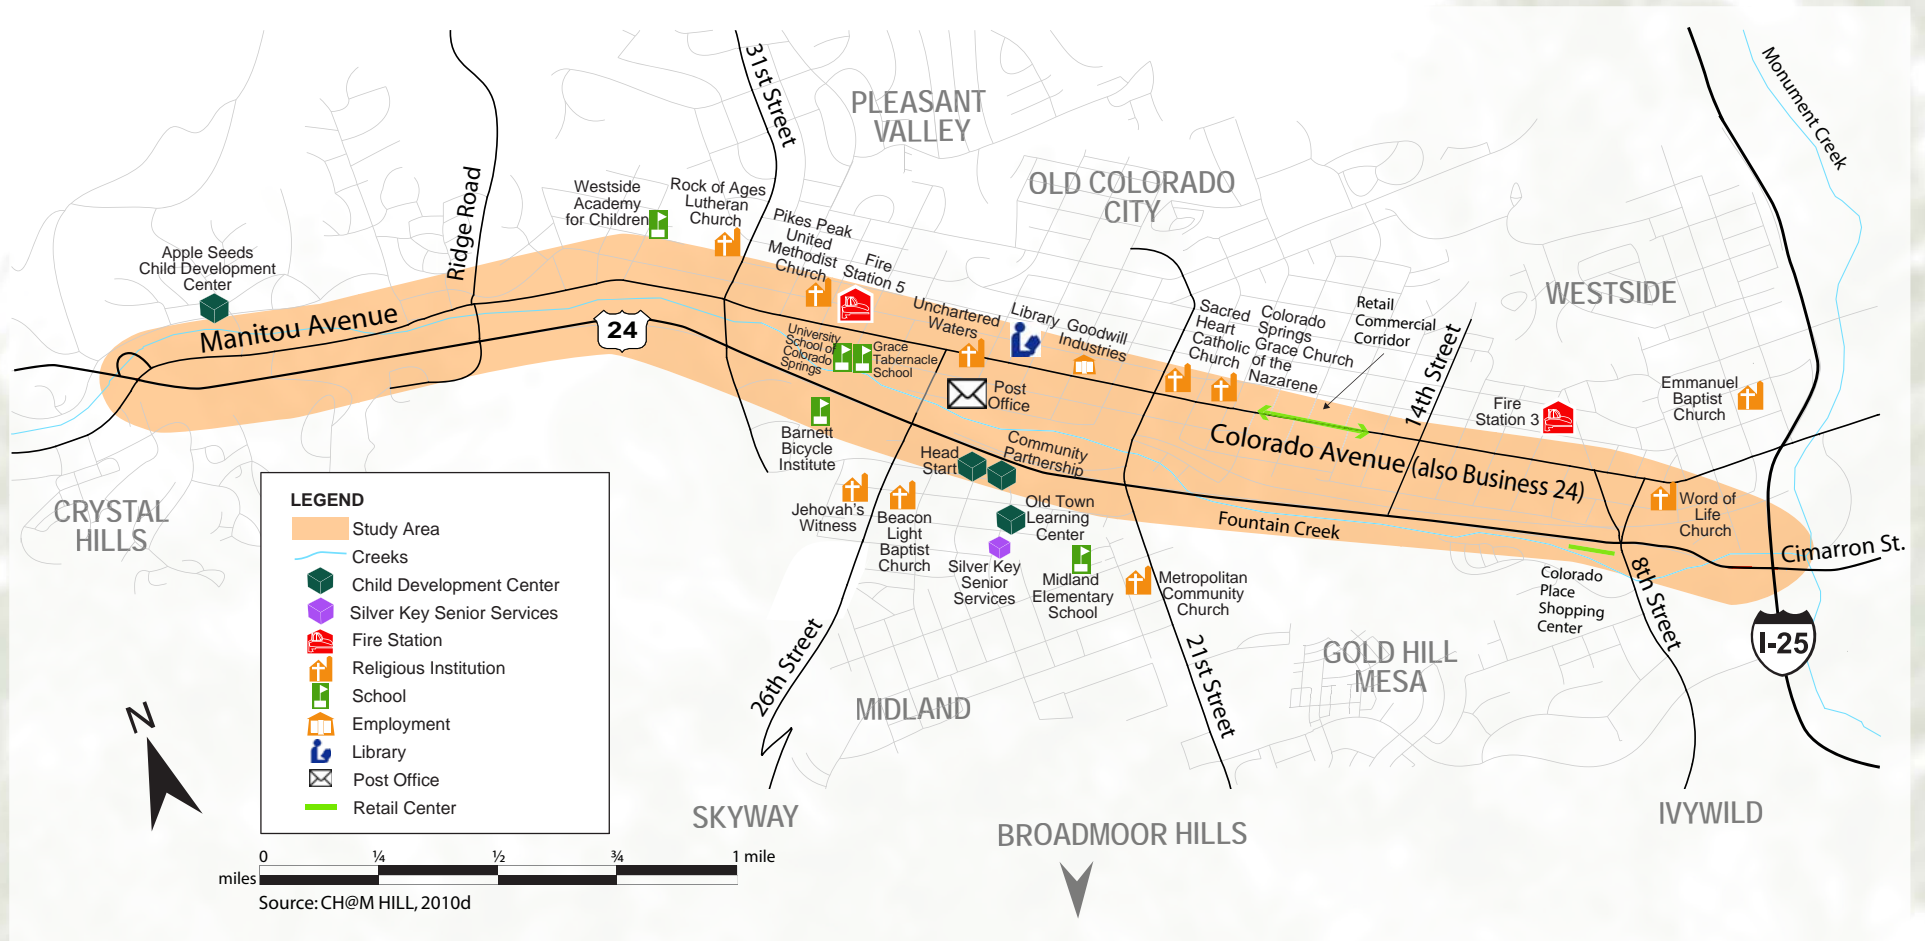 31st Street
Monument Creek
PLEASANT
VALLEY
Ridge Road
OLD COLORADO
CITY
Westside
Academy
for Children
Rock of Ages
Lutheran
Church
Pikes Peak
United
Methodist
Church
Fire
Station 5
Apple Seeds
Child Development
Center
Manitou Avenue
24
Unchartered
Waters
Library
Goodwill
Industries
Sacred
Heart
Catholic
Church
Colorado
Springs
Grace Church
of the
Nazarene
Retail
Commercial
Corridor
WESTSIDE
14th Street
University
School of
Colorado
Springs
Grace
Tabernacle
School
Post
Office
Fire
Station 3
Emmanuel
Baptist
Church
Barnett
Bicycle
Institute
Head
Start
Community
Partnership
Colorado Avenue (also Business 24)
Word of
Life
Church
Jehovah's
Witness
Beacon
Light
Baptist
Church
Old Town
Learning
Center
Fountain Creek
Cimarron St.
Silver Key
Senior
Services
Midland
Elementary
School
Metropolitan
Community
Church
Colorado
Place
Shopping
Center
8th Street
I-25
CRYSTAL
HILLS
LEGEND
Study Area
Creeks
Child Development Center
Silver Key Senior Services
Fire Station
Religious Institution
School
Employment
Library
Post Office
Retail Center
26th Street
21st Street
MIDLAND
GOLD HILL
MESA
N
SKYWAY
BROADMOOR HILLS
IVYWILD
0 ¼ ½ ¾ 1 mile
miles
Source: CH@M HILL, 2010d